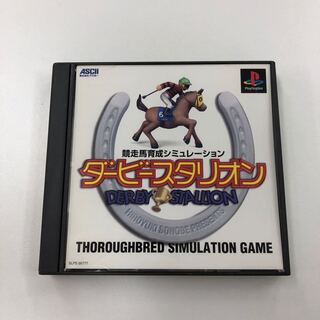 ASCII
PlayStation
6
競走馬育成シミュレーション
ダービースタリオン
DERBY STALLION
HIROYUKI SONOBE PRESENTS
THOROUGHBRED SIMULATION GAME